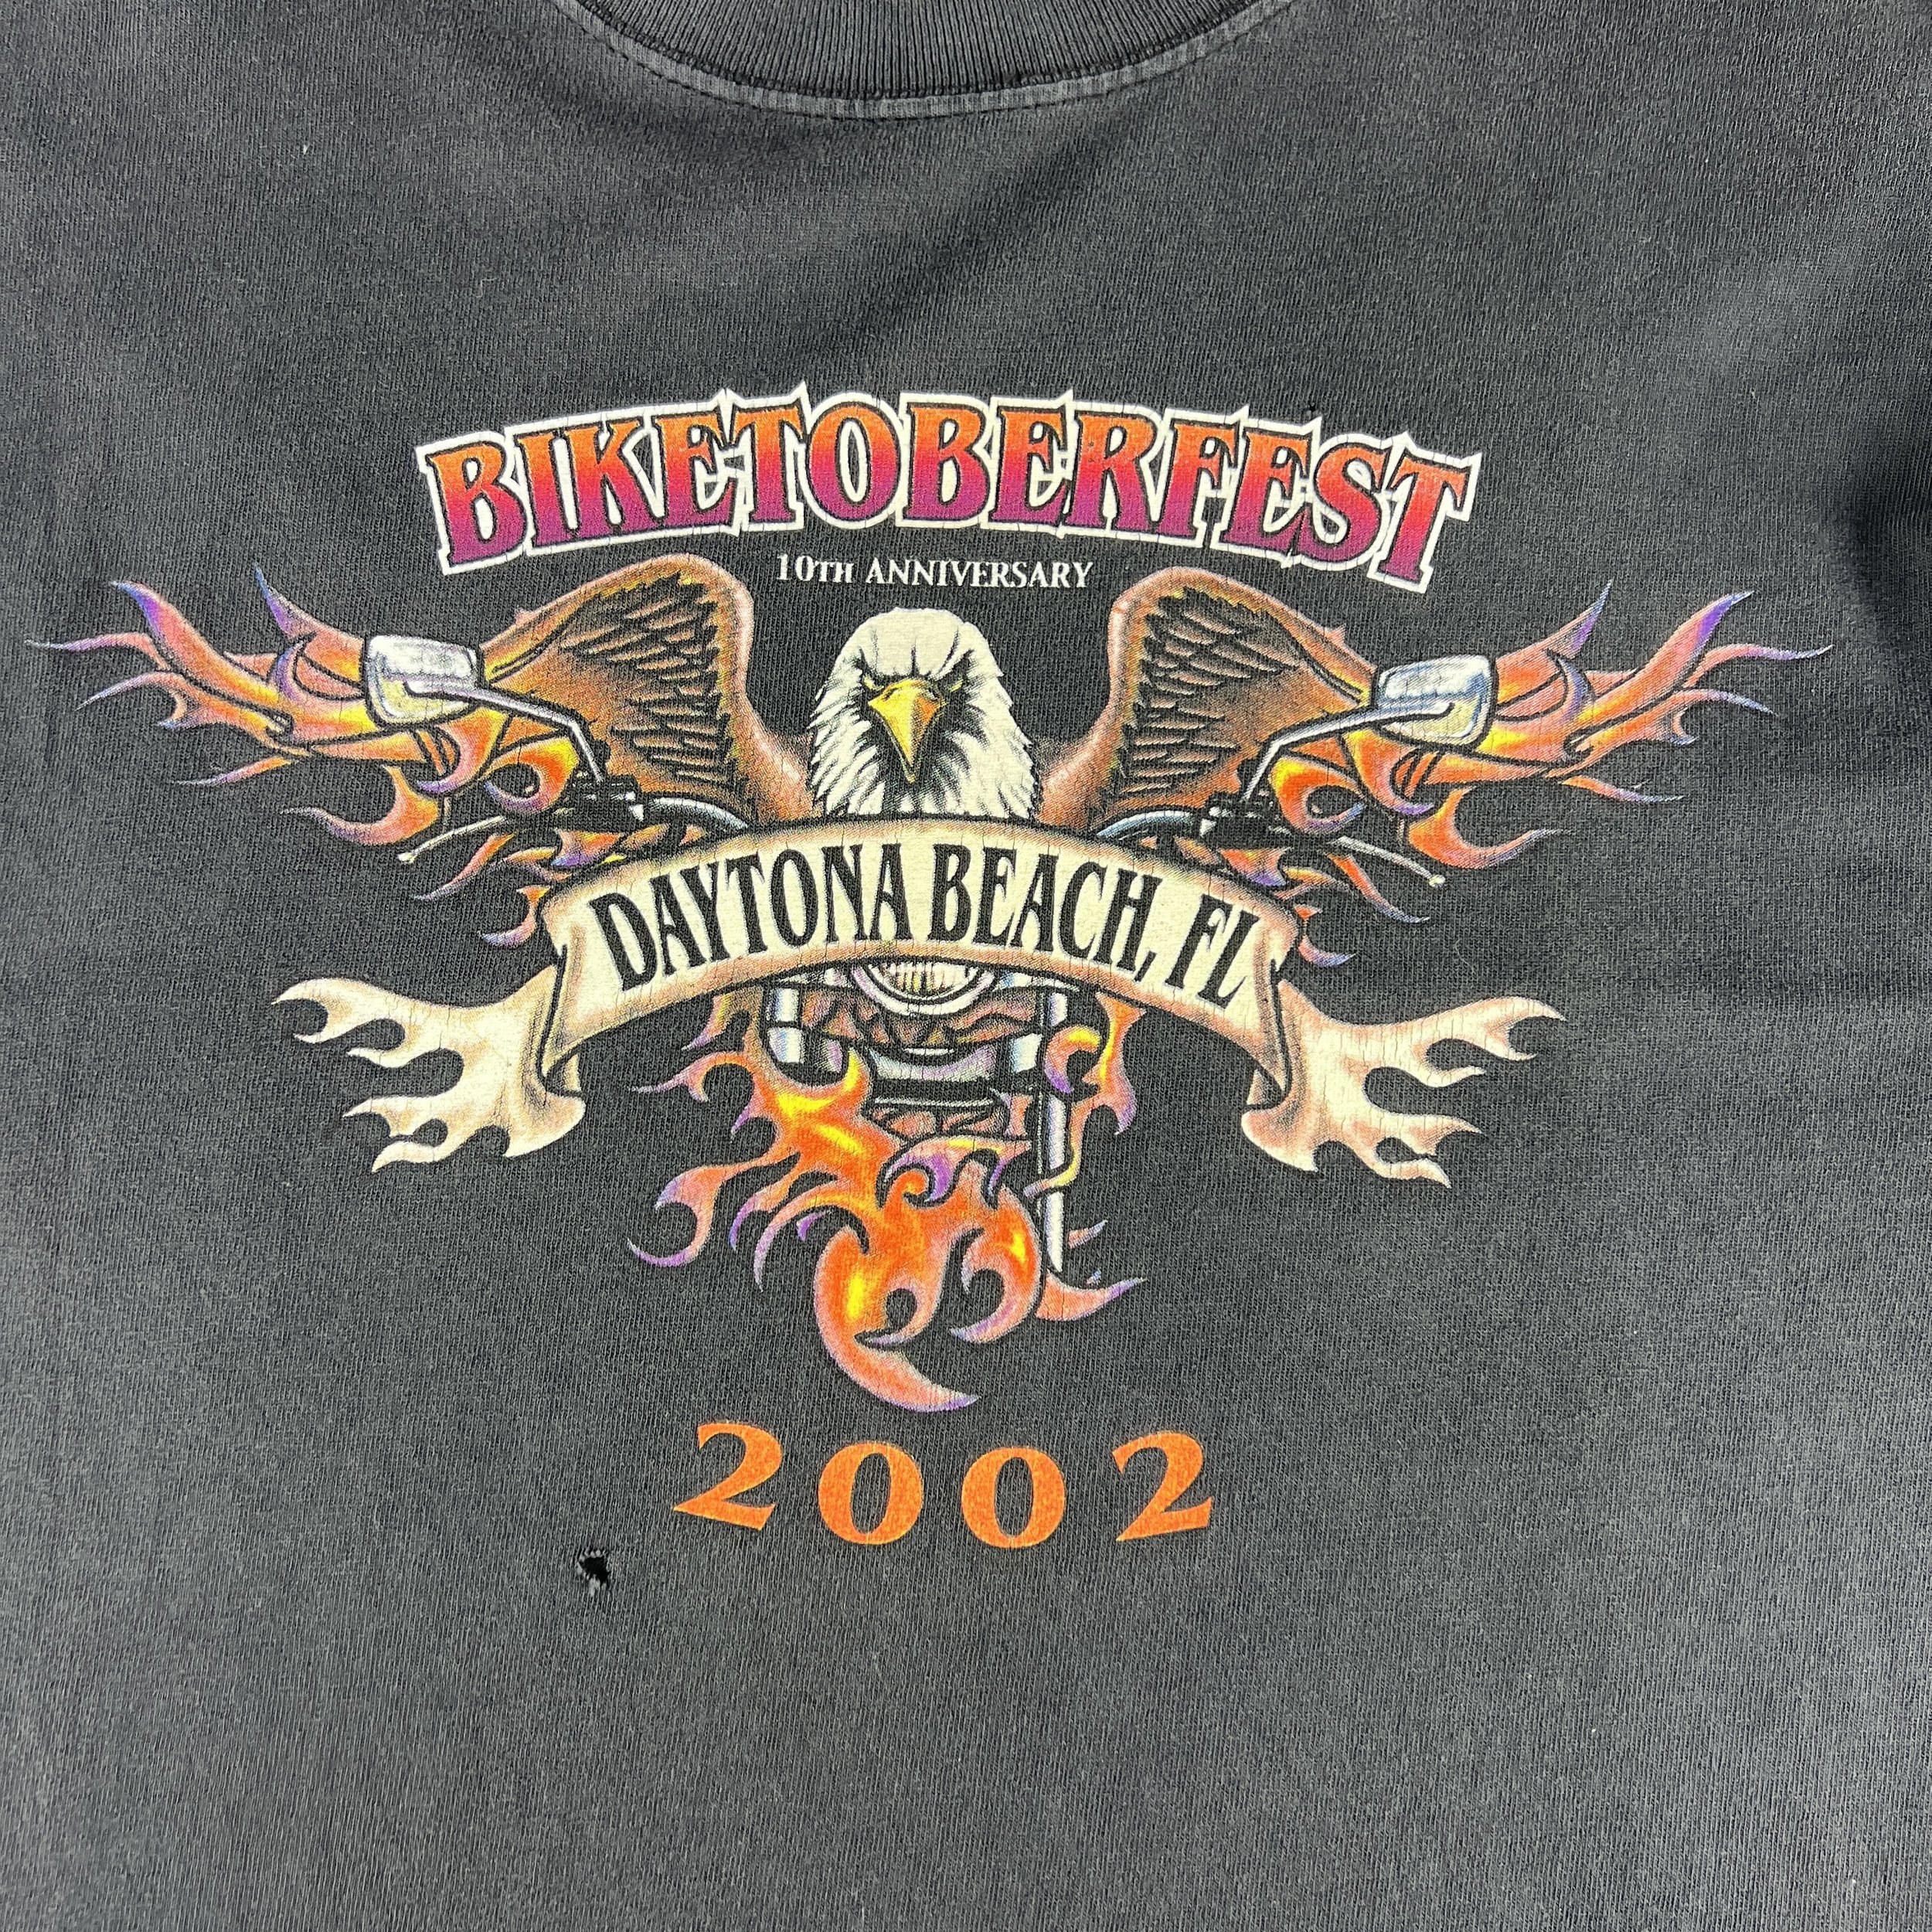 BIKETOBERFEST
10TH ANNIVERSARY
DAYTONA BEACH, FL
2002